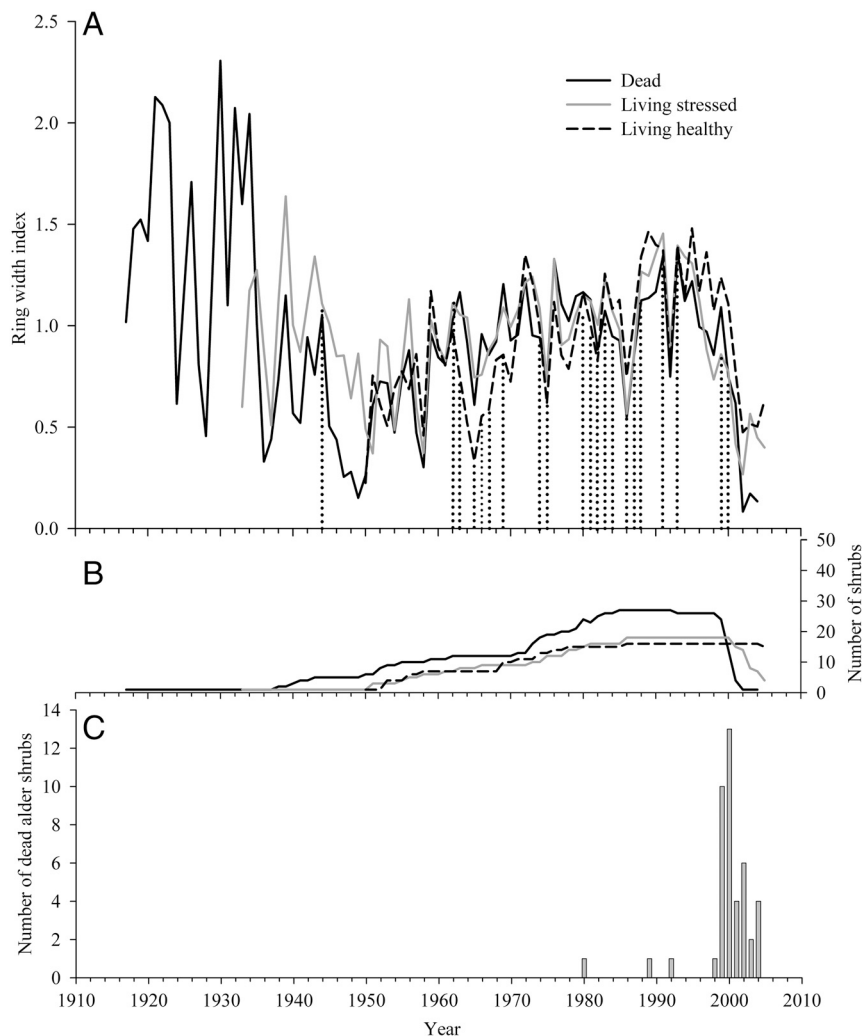 A
2.5
2.0
1.5
1.0
0.5
0.0
Ring width index
Dead
Living stressed
Living healthy
B
50
40
30
20
10
0
Number of shrubs
C
14
12
10
8
6
4
2
0
Number of dead alder shrubs
1910 1920 1930 1940 1950 1960 1970 1980 1990 2000 2010
Year